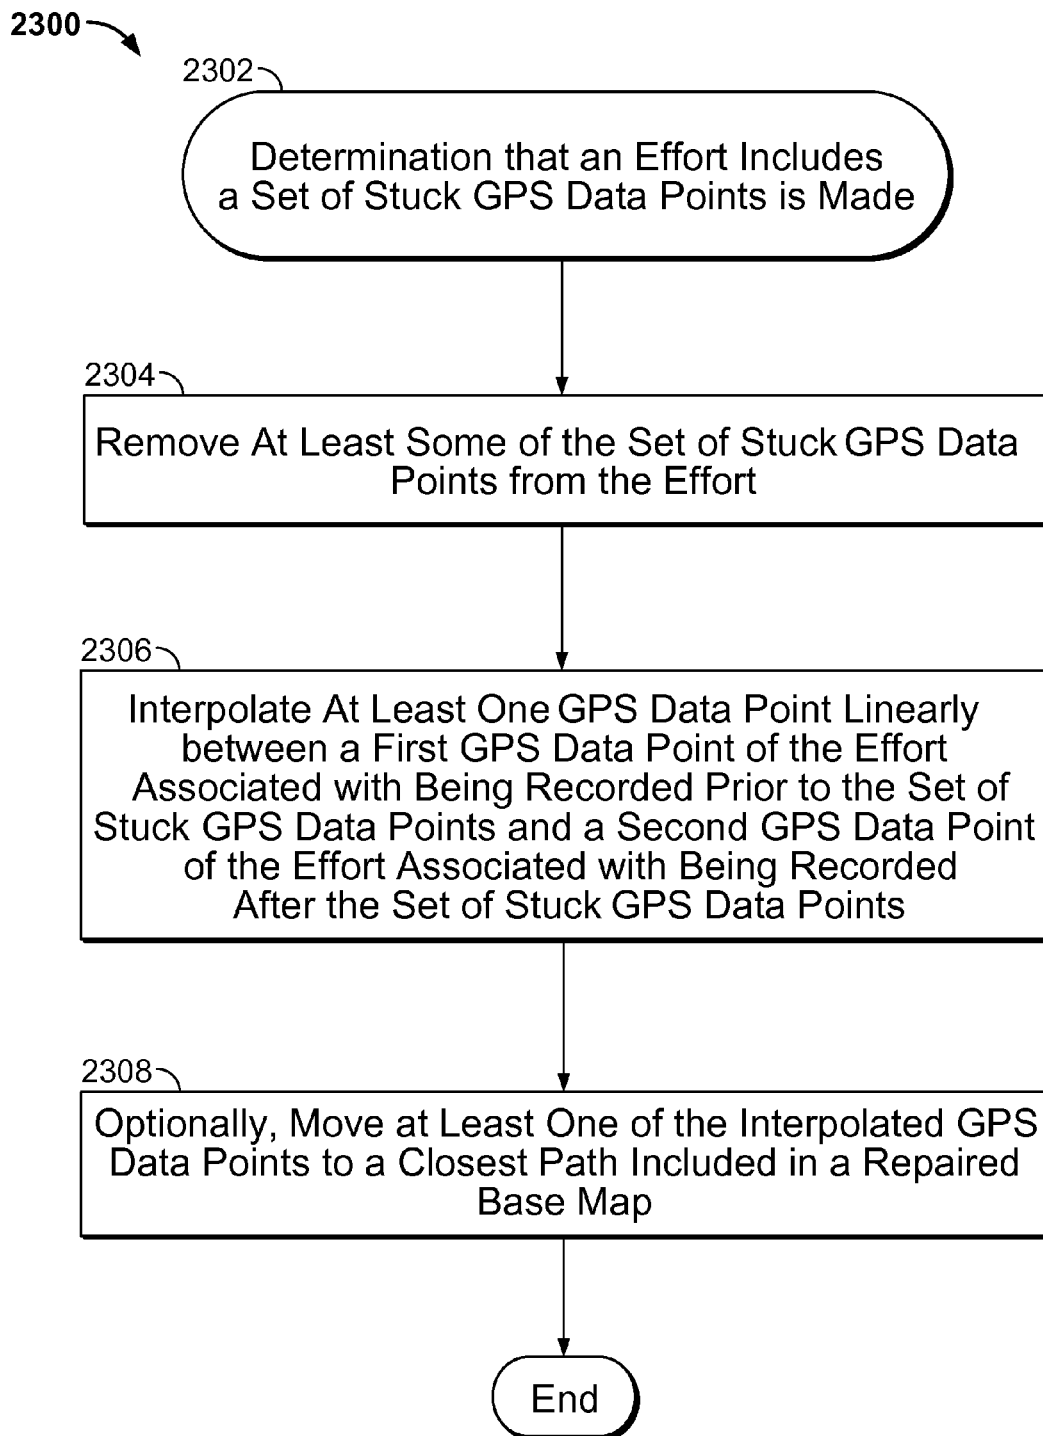 2300
2302
Determination that an Effort Includes
a Set of Stuck GPS Data Points is Made
2304
Remove At Least Some of the Set of Stuck GPS Data
Points from the Effort
2306
Interpolate At Least One GPS Data Point Linearly
between a First GPS Data Point of the Effort
Associated with Being Recorded Prior to the Set of
Stuck GPS Data Points and a Second GPS Data Point
of the Effort Associated with Being Recorded
After the Set of Stuck GPS Data Points
2308
Optionally, Move at Least One of the Interpolated GPS
Data Points to a Closest Path Included in a Repaired
Base Map
End